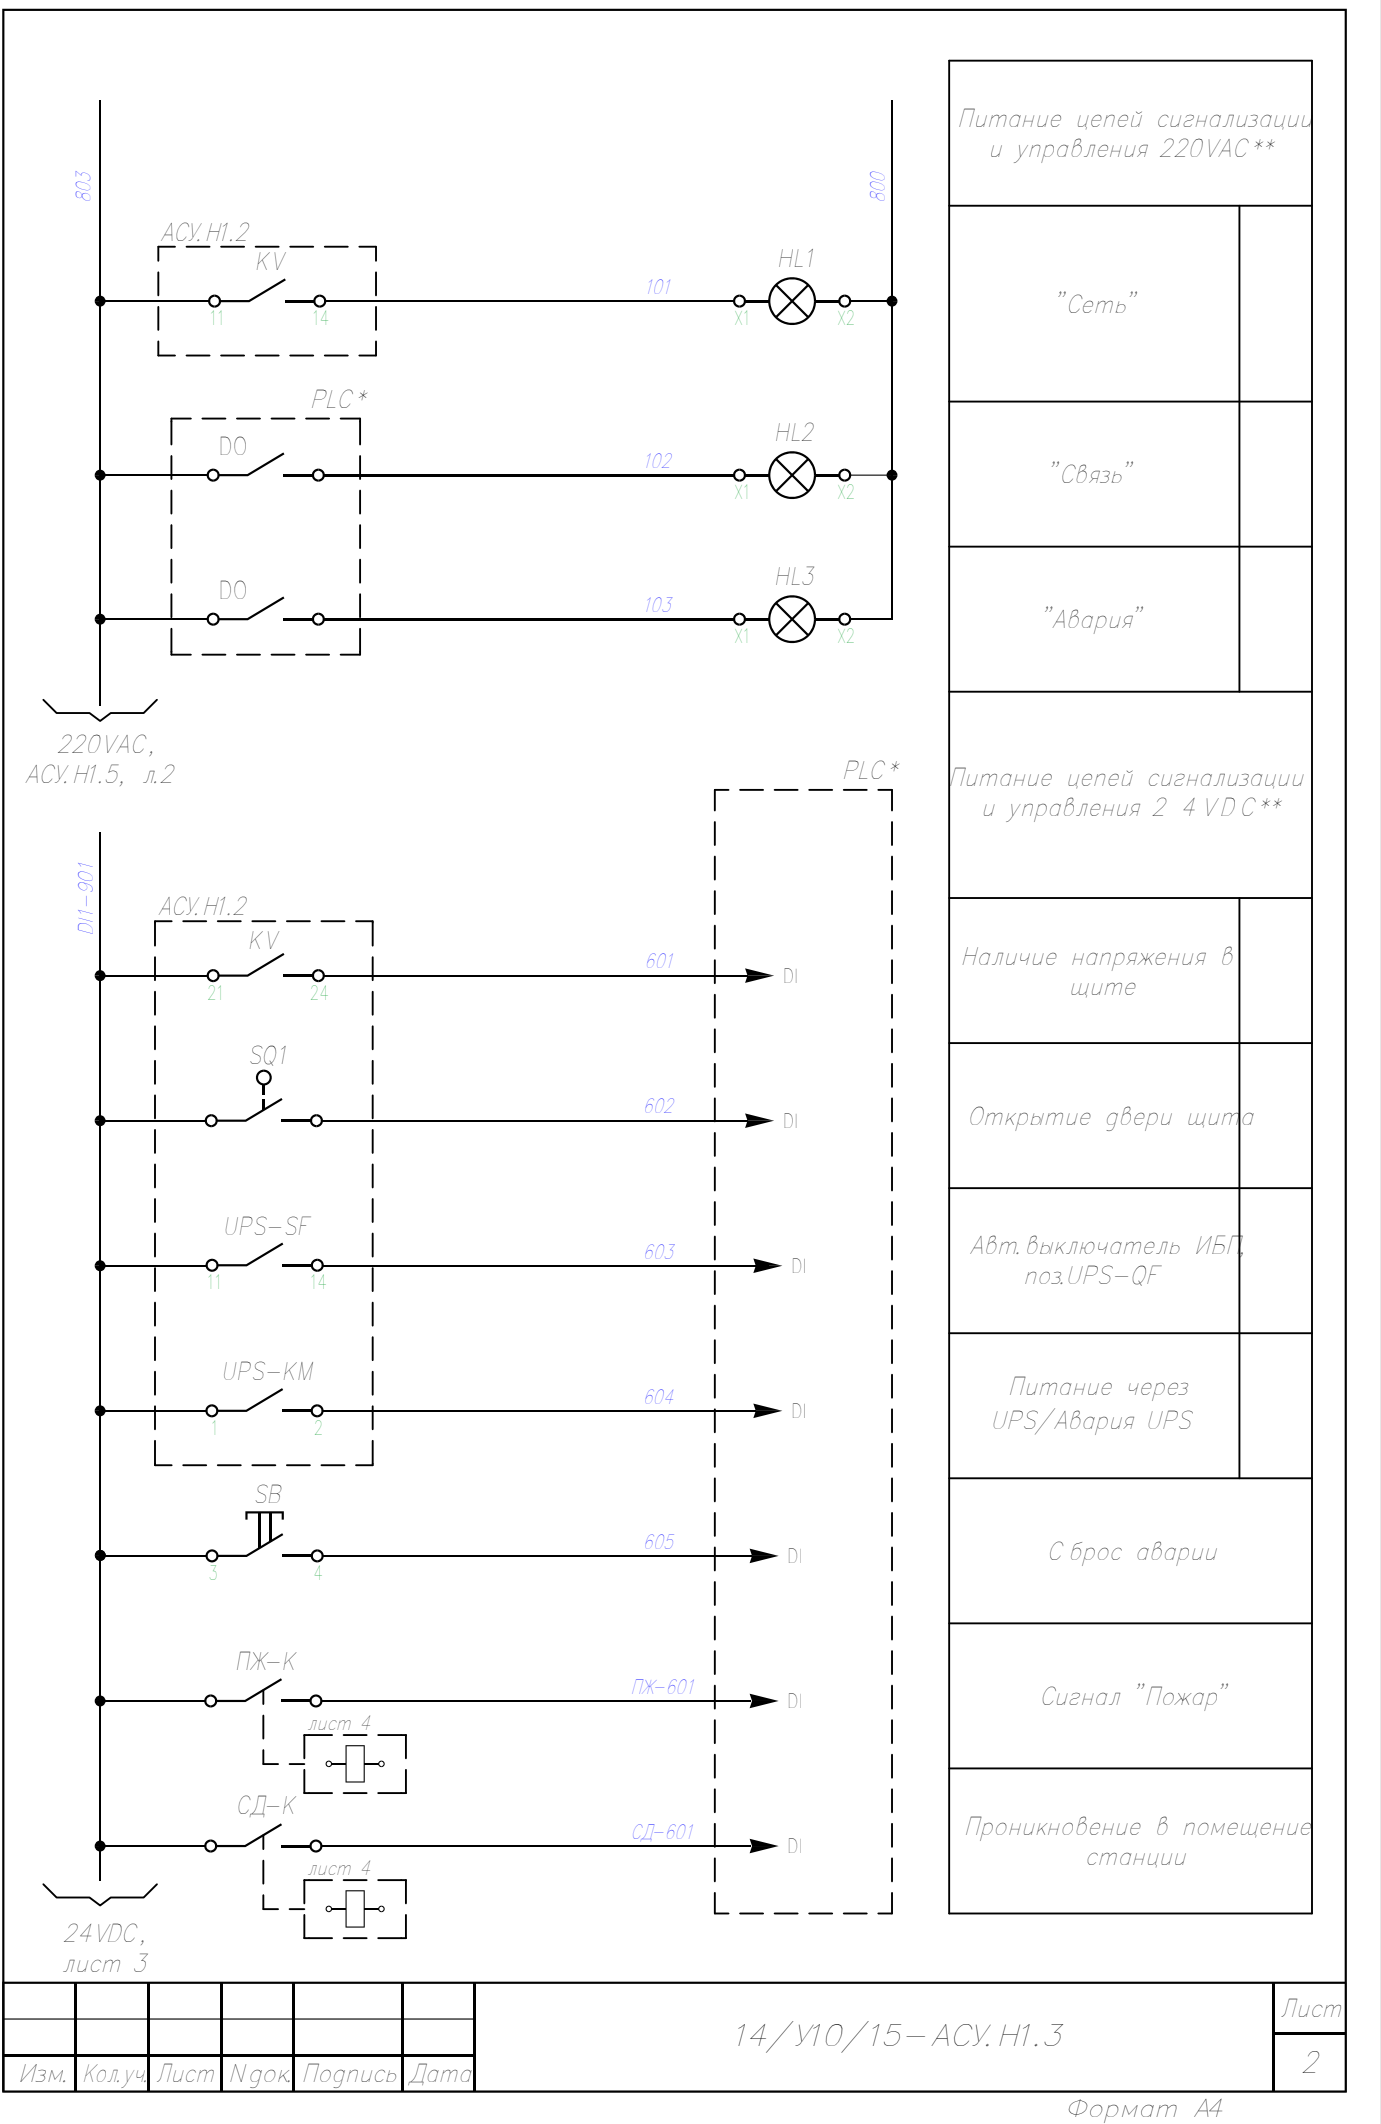 Питание цепей сигнализации
и управления 220VAC**
803
800
АСУ.Н1.2
KV
101
HL1
11
14
X1
X2
"Сеть"
PLC*
DO
102
HL2
X1
X2
"Связь"
DO
103
HL3
X1
X2
"Авария"
220VAC,
АСУ.Н1.5, л.2
PLC*
Питание цепей сигнализации
и управления 2 4 VDC**
DI1-901
АСУ.Н1.2
KV
601
DI
21
24
Наличие напряжения в
щите
SQ1
602
DI
Открытие двери щита
UPS-SF
603
DI
11
14
Авт.выключатель ИБП,
поз.UPS-QF
UPS-KM
604
DI
1
2
Питание через
UPS/Авария UPS
SB
605
DI
3
4
С брос аварии
ПЖ-К
ПЖ-601
DI
лист 4
Сигнал "Пожар"
СД-К
СД-601
DI
лист 4
Проникновение в помещение
станции
24VDC,
лист 3
14/У10/15-АСУ.Н1.3
Лист
2
Изм.
Кол.уч.
Лист
N док.
Подпись
Дата
Формат А4